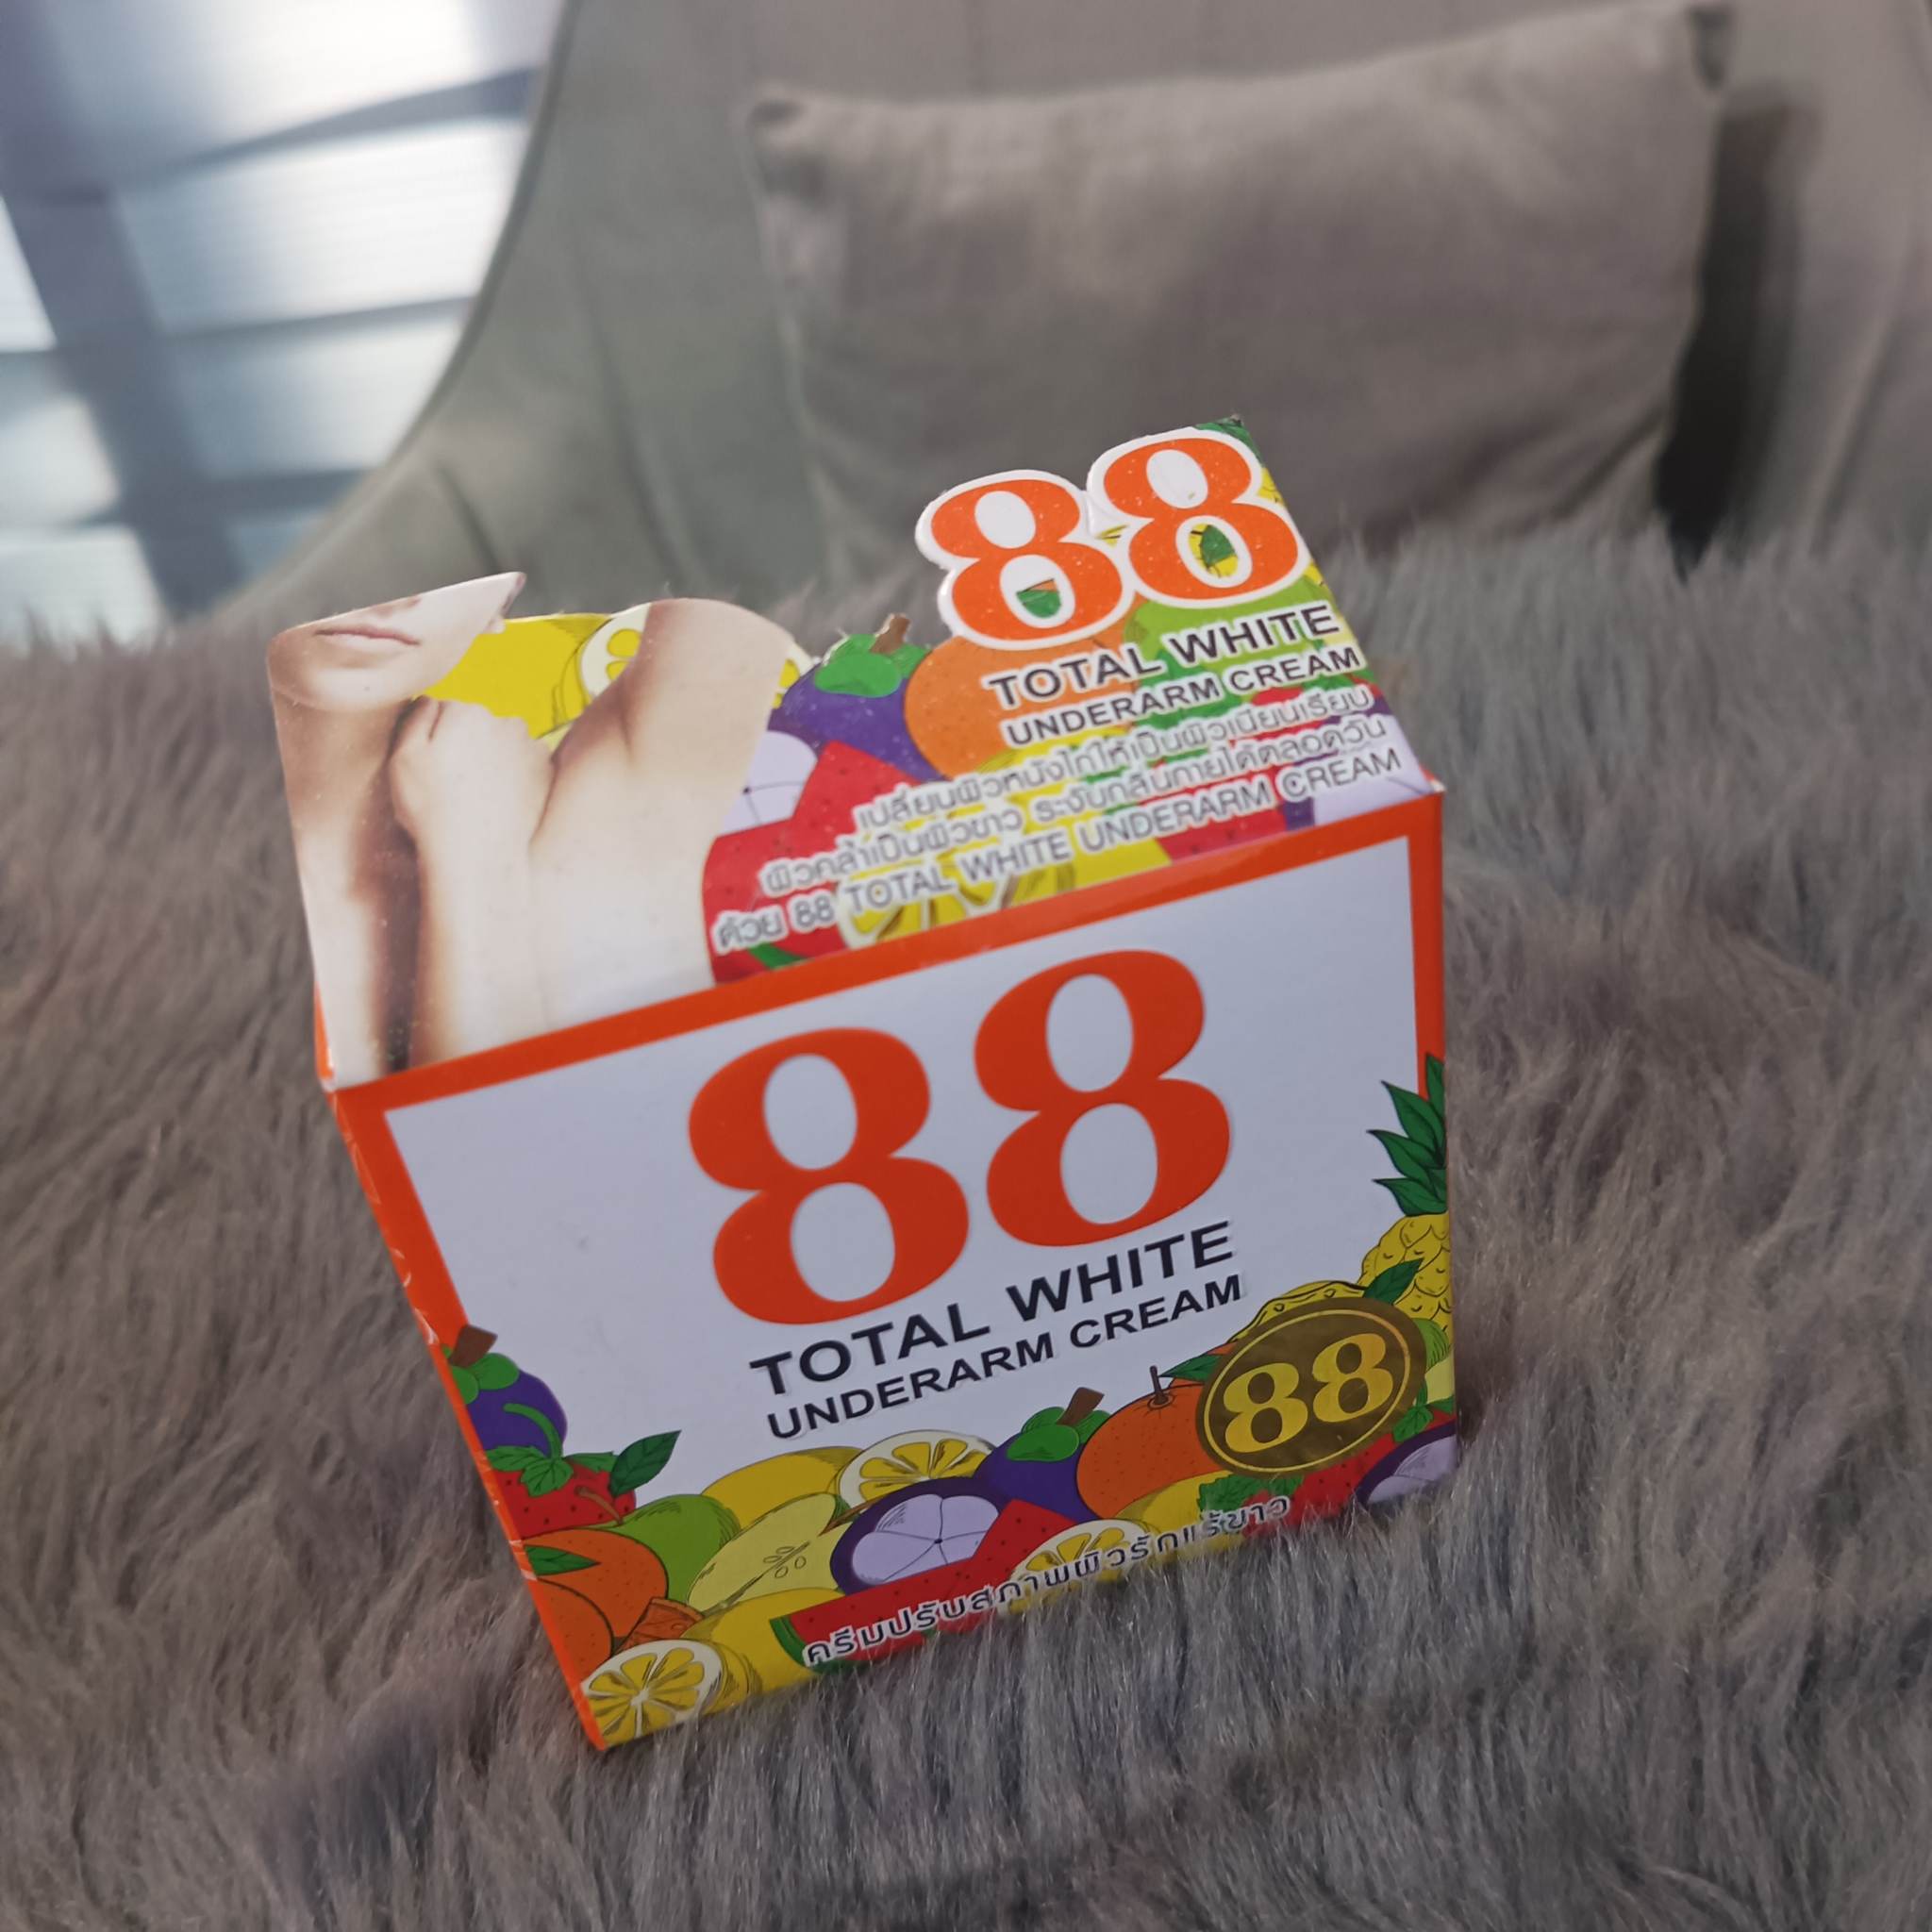 88
TOTAL WHITE
UNDERARM CREAM
เปลี่ยนผิวหนังไก่ให้เป็นผิวเนียนเรียบ
ผิวคล้ำเป็นผิวขาว ระงับกลิ่นกายได้ตลอดวัน
ด้วย 88 TOTAL WHITE UNDERARM CREAM
88
TOTAL WHITE
UNDERARM CREAM
88
ครีมปรับสภาพผิวรักแร้ขาว